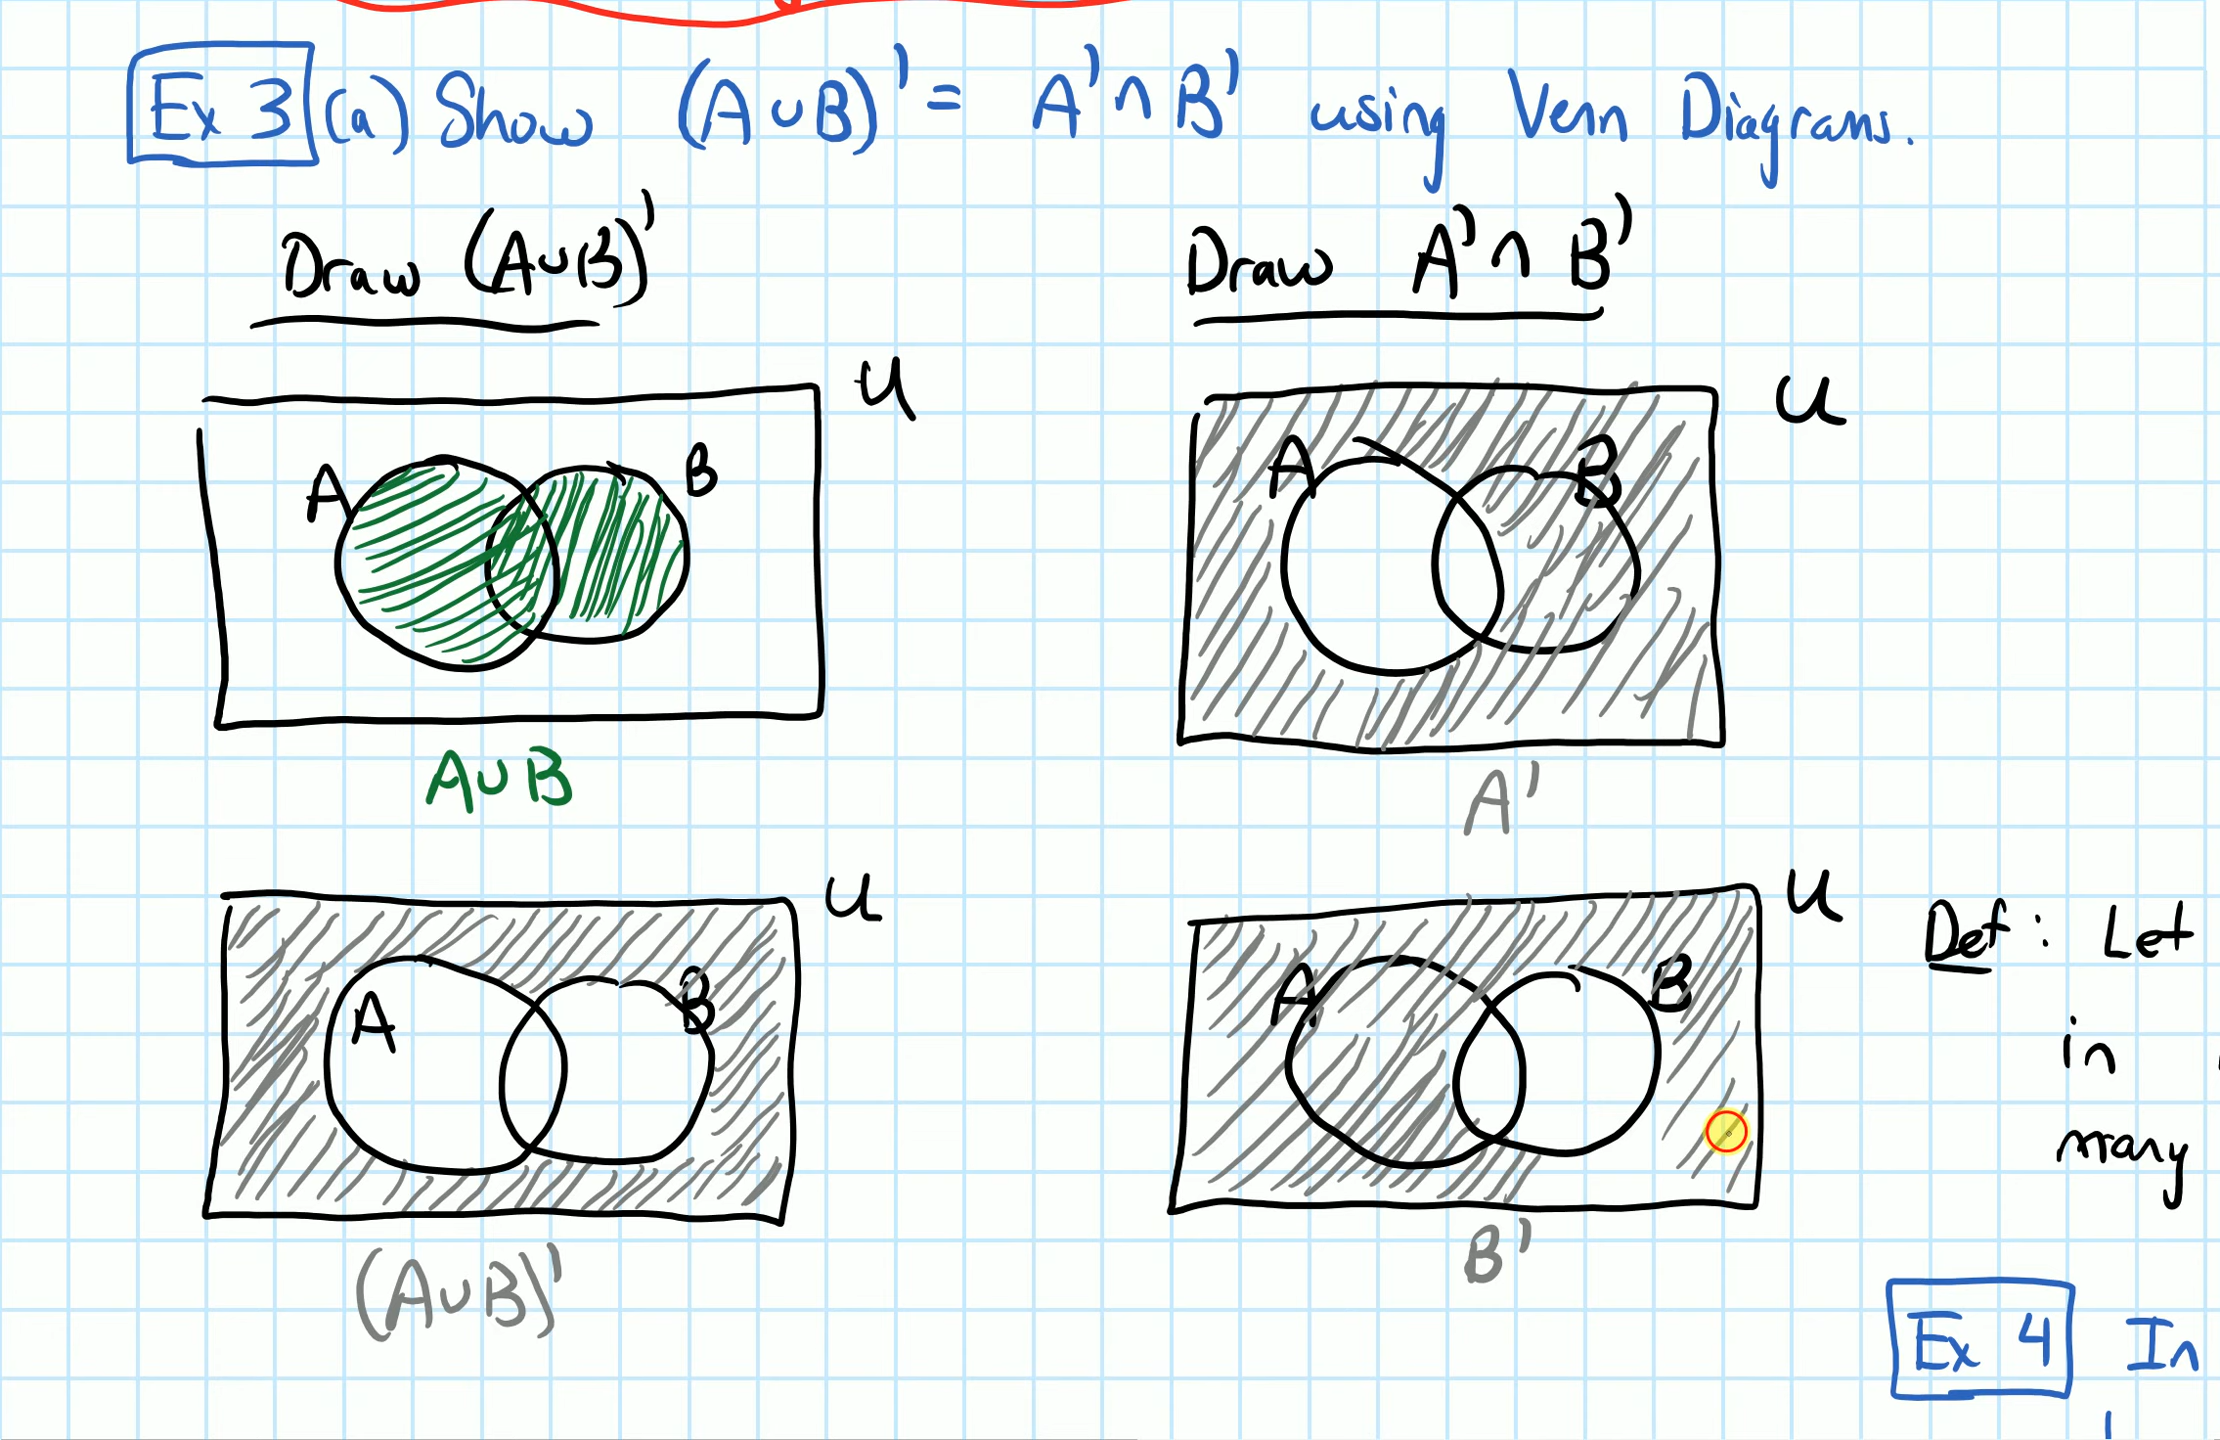 Ex 3 (a) Show (A∪B)' = A'∩B' using Venn Diagrams.
Draw (A∪B)'
Draw A'∩B'
U
A B
A∪B
U
A B
A'
U
A B
(A∪B)'
U
A B
B'
Def: Let
in
many
Ex 4 In